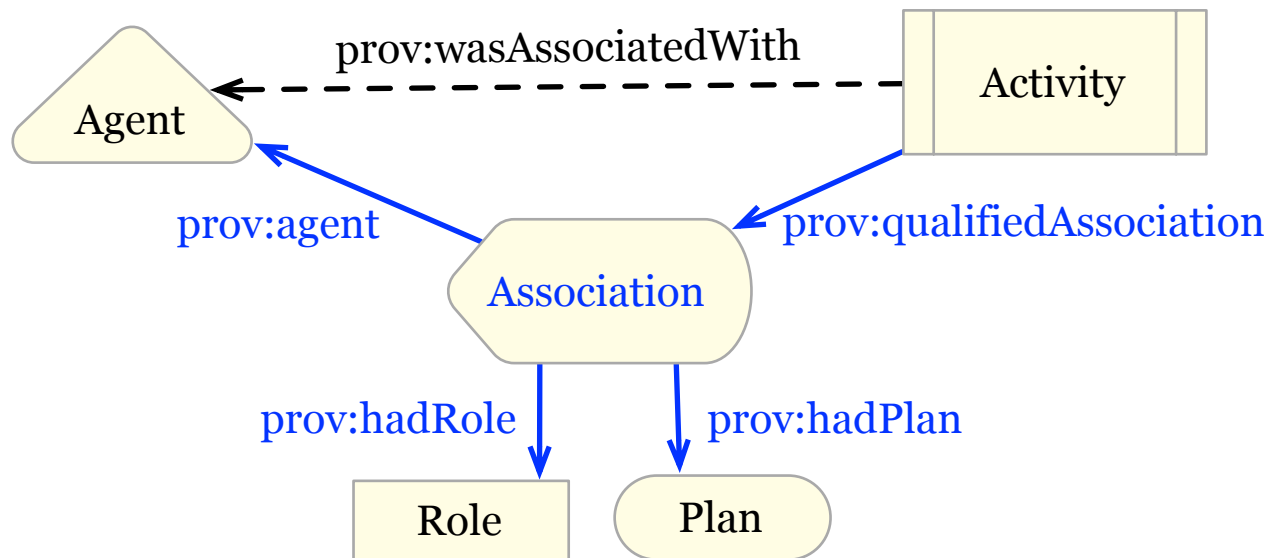 prov:wasAssociatedWith
Activity
Agent
prov:agent
prov:qualifiedAssociation
Association
prov:hadRole
prov:hadPlan
Role
Plan